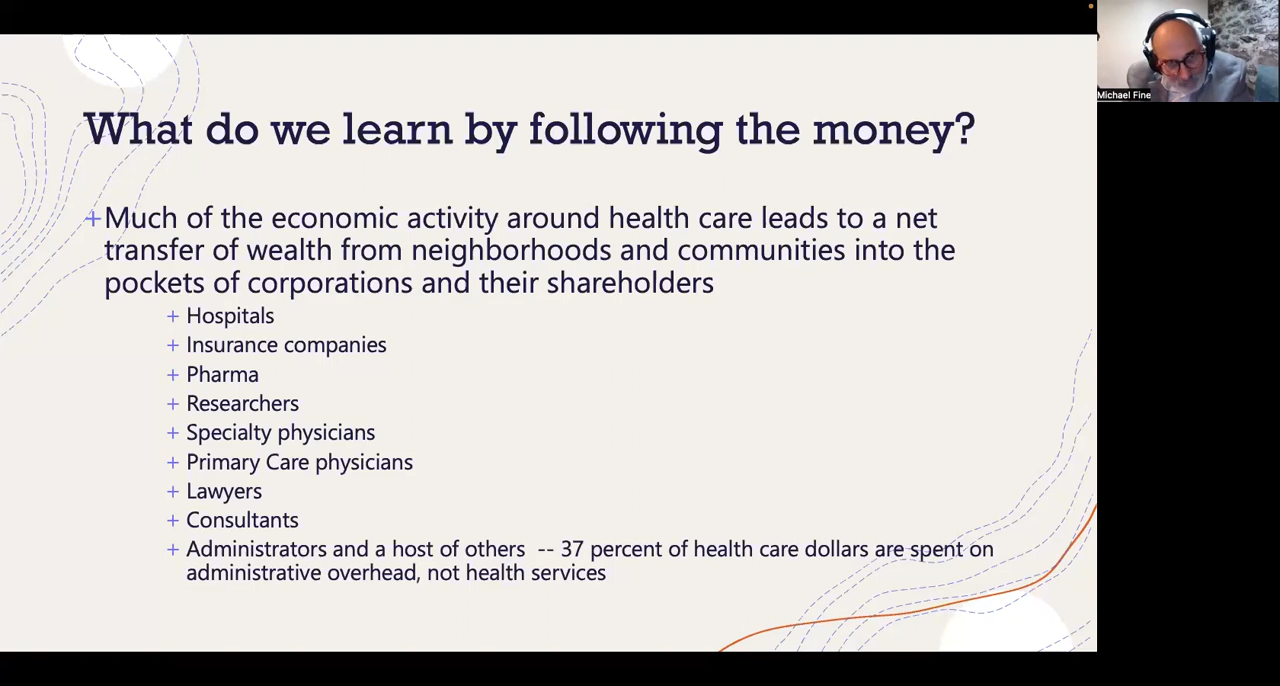 What do we learn by following the money?
+Much of the economic activity around health care leads to a net
transfer of wealth from neighborhoods and communities into the
pockets of corporations and their shareholders
+ Hospitals
+ Insurance companies
+ Pharma
+ Researchers
+ Specialty physicians
+ Primary Care physicians
+ Lawyers
+ Consultants
+ Administrators and a host of others -- 37 percent of health care dollars are spent on
administrative overhead, not health services
Michael Fine